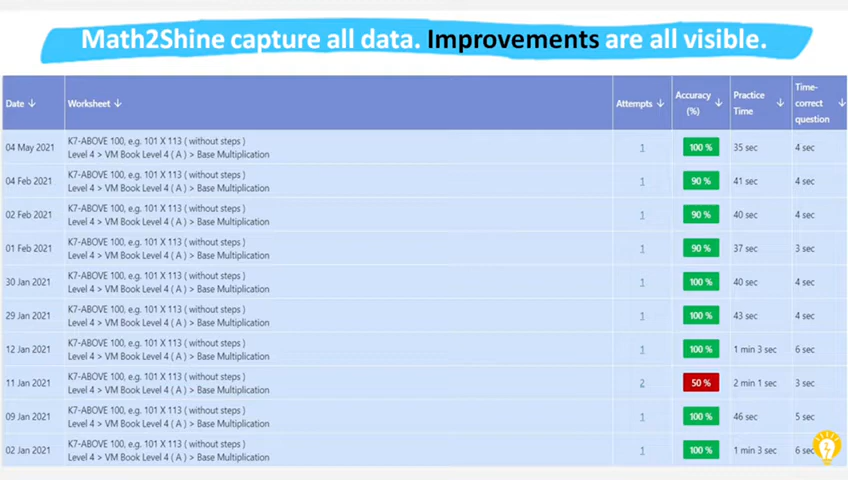 Math2Shine capture all data. Improvements are all visible.
Date ↓ Worksheet ↓ Attempts ↓ Accuracy (%) ↓ Practice Time ↓ Time-correct question ↓
04 May 2021 K7-ABOVE 100, e.g. 101 X 113 ( without steps ) 1 100 % 35 sec 4 sec
Level 4 > VM Book Level 4 ( A ) > Base Multiplication
04 Feb 2021 K7-ABOVE 100, e.g. 101 X 113 ( without steps ) 1 90 % 41 sec 4 sec
Level 4 > VM Book Level 4 ( A ) > Base Multiplication
02 Feb 2021 K7-ABOVE 100, e.g. 101 X 113 ( without steps ) 1 90 % 40 sec 4 sec
Level 4 > VM Book Level 4 ( A ) > Base Multiplication
01 Feb 2021 K7-ABOVE 100, e.g. 101 X 113 ( without steps ) 1 90 % 37 sec 3 sec
Level 4 > VM Book Level 4 ( A ) > Base Multiplication
30 Jan 2021 K7-ABOVE 100, e.g. 101 X 113 ( without steps ) 1 100 % 40 sec 4 sec
Level 4 > VM Book Level 4 ( A ) > Base Multiplication
29 Jan 2021 K7-ABOVE 100, e.g. 101 X 113 ( without steps ) 1 100 % 43 sec 4 sec
Level 4 > VM Book Level 4 ( A ) > Base Multiplication
12 Jan 2021 K7-ABOVE 100, e.g. 101 X 113 ( without steps ) 1 100 % 1 min 3 sec 6 sec
Level 4 > VM Book Level 4 ( A ) > Base Multiplication
11 Jan 2021 K7-ABOVE 100, e.g. 101 X 113 ( without steps ) 2 50 % 2 min 1 sec 3 sec
Level 4 > VM Book Level 4 ( A ) > Base Multiplication
09 Jan 2021 K7-ABOVE 100, e.g. 101 X 113 ( without steps ) 1 100 % 46 sec 5 sec
Level 4 > VM Book Level 4 ( A ) > Base Multiplication
02 Jan 2021 K7-ABOVE 100, e.g. 101 X 113 ( without steps ) 1 100 % 1 min 3 sec 6 sec
Level 4 > VM Book Level 4 ( A ) > Base Multiplication